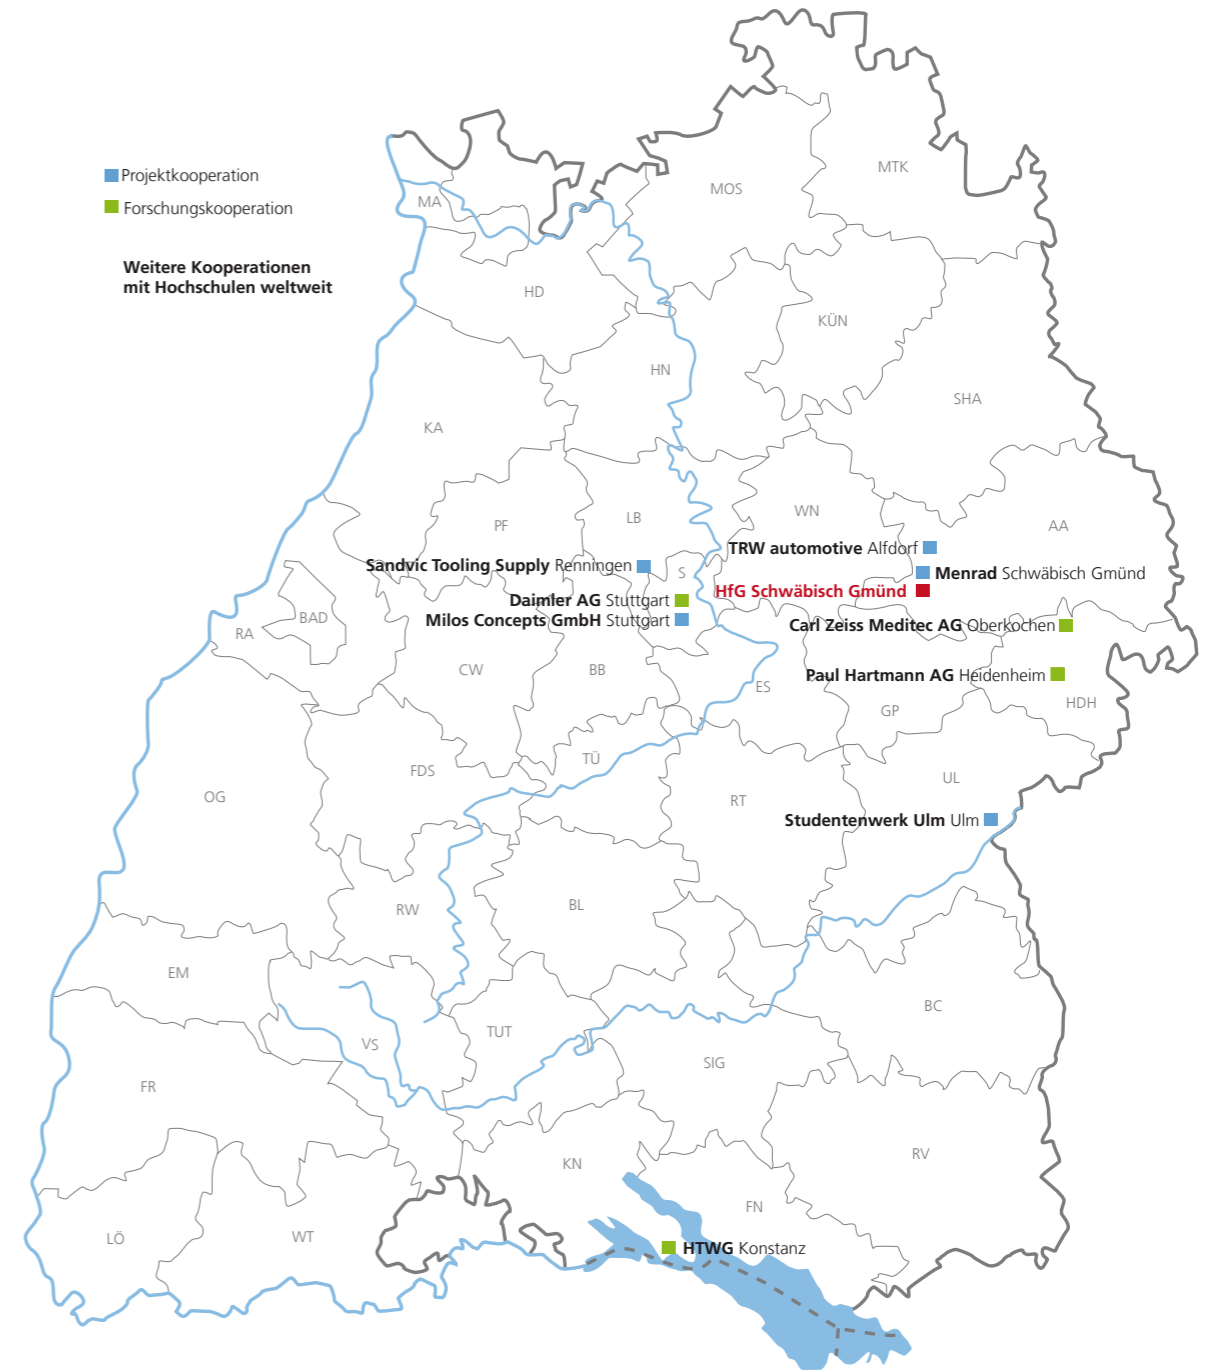 MTK
MOS
Projektkooperation
MA
Forschungskooperation
Weitere Kooperationen
mit Hochschulen weltweit
HD
KÜN
HN
SHA
KA
WN
LB
PF
AA
TRW automotive Alfdorf
Sandvic Tooling Supply Renningen
S
Menrad Schwäbisch Gmünd
HfG Schwäbisch Gmünd
Daimler AG Stuttgart
BAD
Milos Concepts GmbH Stuttgart
Carl Zeiss Meditec AG Oberkochen
RA
CW
BB
Paul Hartmann AG Heidenheim
ES
HDH
GP
TÜ
FDS
UL
OG
RT
Studentenwerk Ulm Ulm
BL
RW
EM
BC
TUT
VS
SIG
FR
RV
KN
FN
WT
LÖ
HTWG Konstanz